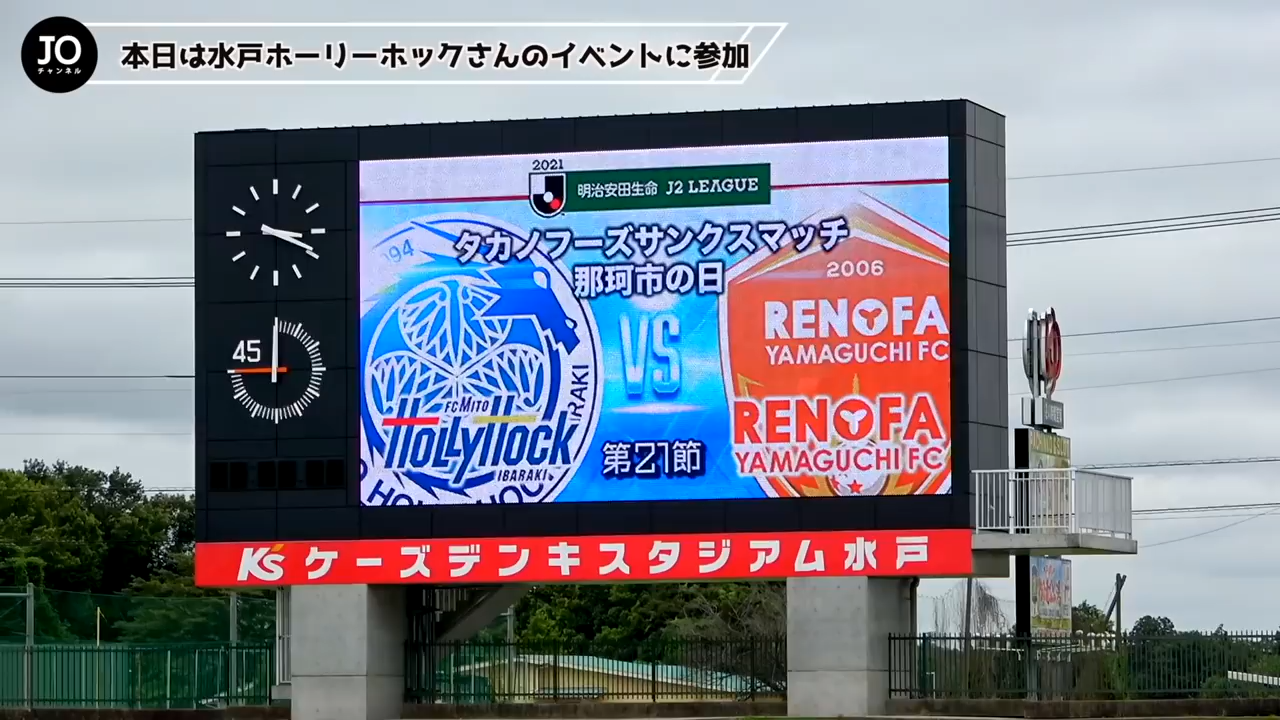 JO
チャンネル
本日は水戸ホーリーホックさんのイベントに参加
2021
明治安田生命 J2 LEAGUE
タカノフーズサンクスマッチ
那珂市の日
94
2006
RENOFA
YAMAGUCHI FC
VS
45
FC MITO
HOLLYHOCK
IBARAKI
RENOFA
YAMAGUCHI FC
第21節
K's ケーズデンキスタジアム水戸